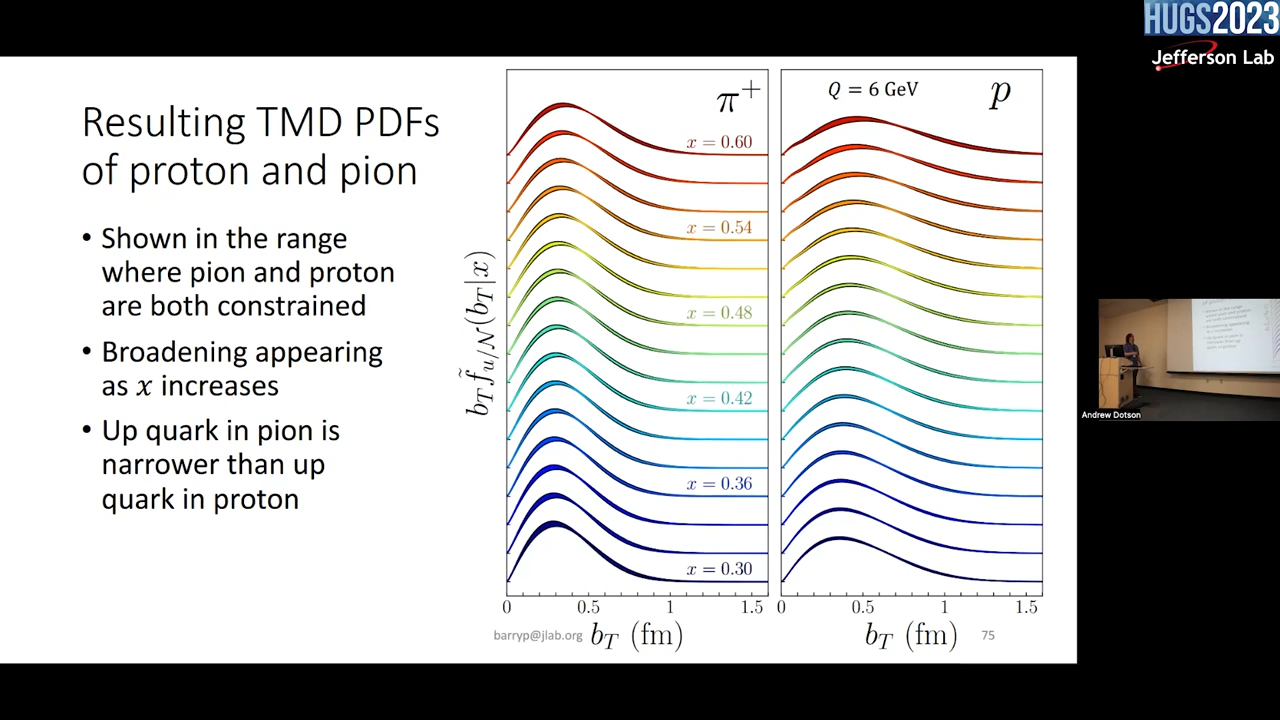 HUGS2023
Jefferson Lab
Resulting TMD PDFs
of proton and pion
• Shown in the range
where pion and proton
are both constrained
• Broadening appearing
as x increases
• Up quark in pion is
narrower than up
quark in proton
b_T f̃_{u/N}(b_T|x)
π⁺
x = 0.60
x = 0.54
x = 0.48
x = 0.42
x = 0.36
x = 0.30
0 0.5 1 1.5
b_T (fm)
Q = 6 GeV
p
0 0.5 1 1.5
b_T (fm)
barryp@jlab.org
75
Andrew Dotson